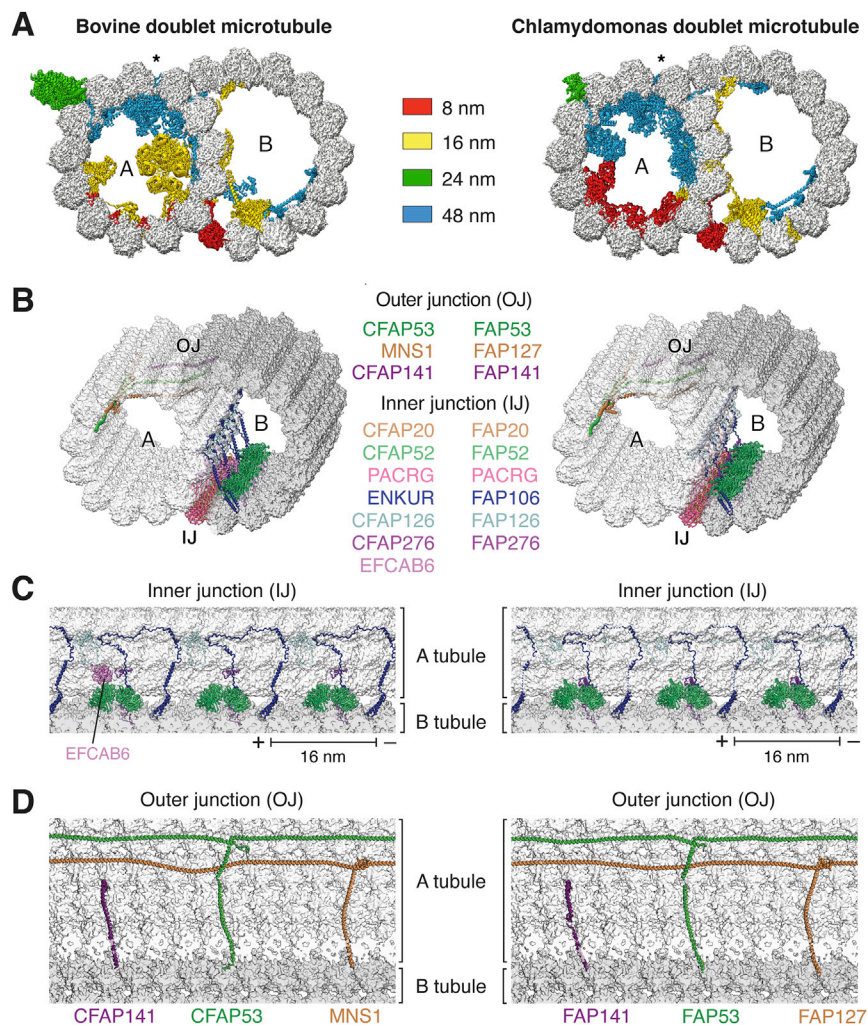 A
Bovine doublet microtubule
Chlamydomonas doublet microtubule
*
*
8 nm
16 nm
24 nm
48 nm
A
B
A
B
B
Outer junction (OJ)
CFAP53 FAP53
MNS1 FAP127
CFAP141 FAP141
Inner junction (IJ)
CFAP20 FAP20
CFAP52 FAP52
PACRG PACRG
ENKUR FAP106
CFAP126 FAP126
CFAP276 FAP276
EFCAB6
OJ
A
B
IJ
OJ
A
B
IJ
C
Inner junction (IJ)
Inner junction (IJ)
A tubule
B tubule
EFCAB6
+ −
16 nm
+ −
16 nm
D
Outer junction (OJ)
Outer junction (OJ)
A tubule
B tubule
CFAP141 CFAP53 MNS1
FAP141 FAP53 FAP127